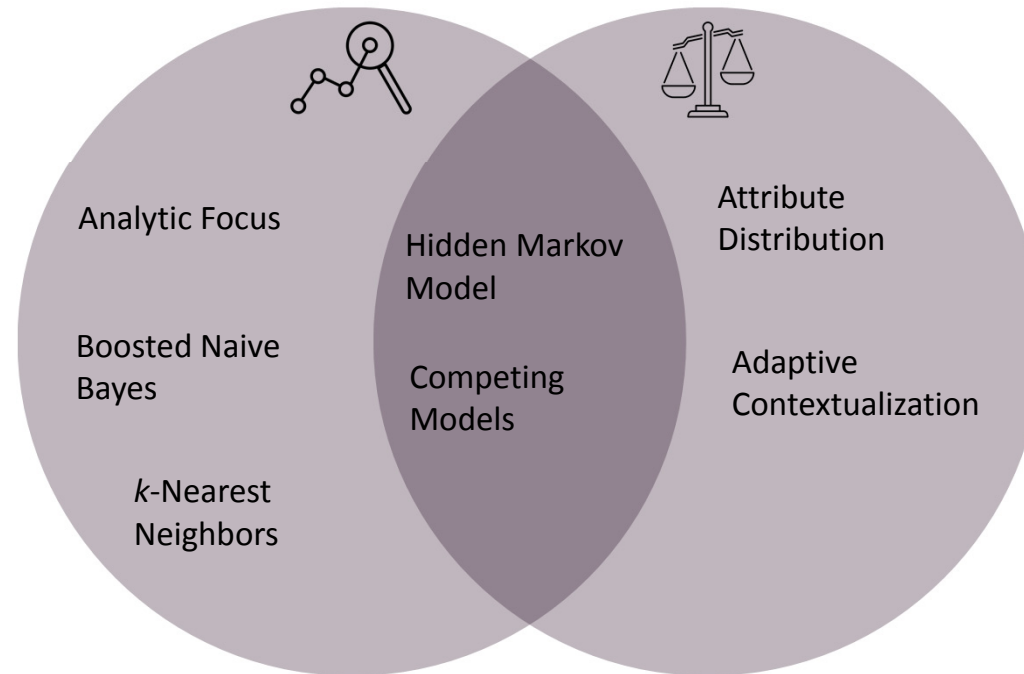 Analytic Focus
Boosted Naive
Bayes
k-Nearest
Neighbors
Hidden Markov
Model
Competing
Models
Attribute
Distribution
Adaptive
Contextualization